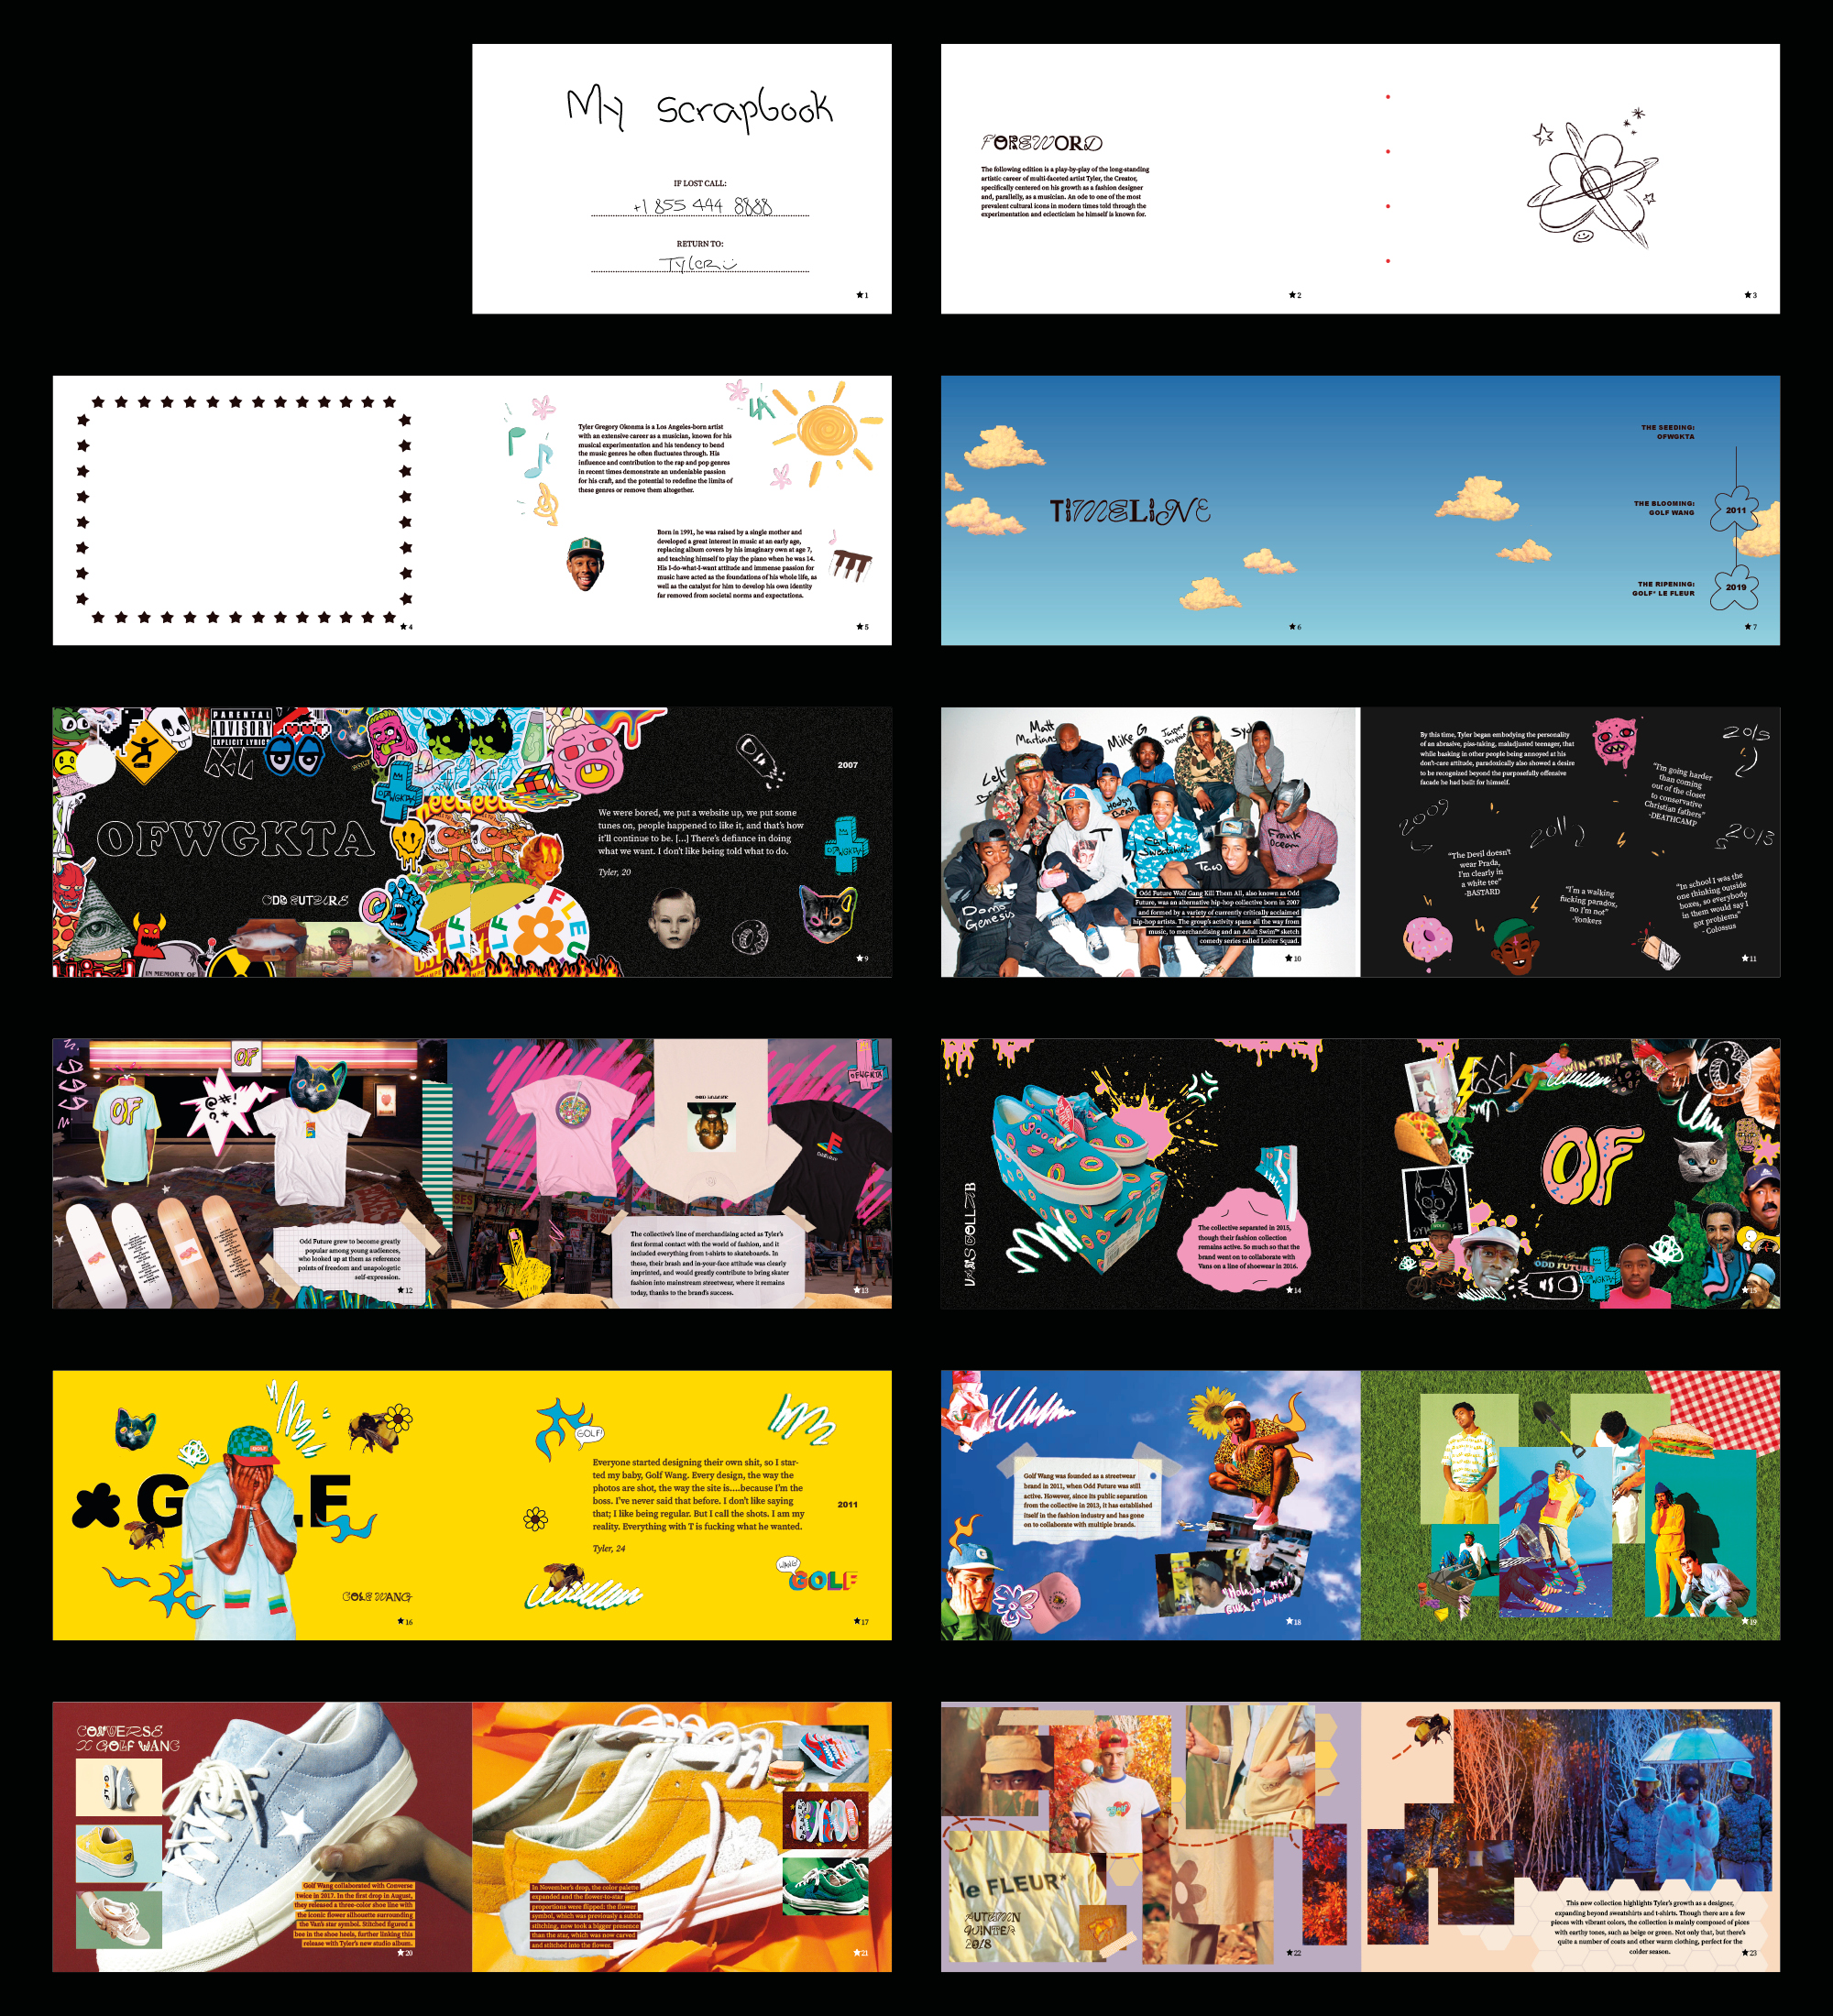 My scrapbook
IF LOST CALL:
+1 855 444 8888
RETURN TO:
TYLER
★1
FOREWORD
The following edition is a play-by-play of the long-standing
artistic career of multi-faceted artist Tyler, the Creator,
specifically centered on his growth as a fashion designer
and, parallelly, as a musician. An ode to one of the most
prevalent cultural icons in modern times told through the
experimentation and eclecticism he himself is known for.
★2
★3
★4
LA
Tyler Gregory Okonma is a Los Angeles-born artist
with an extensive career as a musician, known for his
musical experimentation and his tendency to bend
the music genres he often fluctuates through. His
influence and contribution to the rap and pop genres
in recent times demonstrate an undeniable passion
for his craft, and the potential to redefine the limits of
these genres or remove them altogether.
Born in 1991, he was raised by a single mother and
developed a great interest in music at an early age,
replacing album covers by his imaginary own at age 7,
and teaching himself to play the piano when he was 14.
His I-do-what-I-want attitude and immense passion for
music have acted as the foundations of his whole life, as
well as the catalyst for him to develop his own identity
far removed from societal norms and expectations.
★5
TIMELINE
★6
THE SEEDING:
OFWGKTA
THE BLOOMING:
GOLF WANG
2011
THE RIPENING:
GOLF* LE FLEUR
2019
★7
PARENTAL
ADVISORY
EXPLICIT LYRICS
OFWGKTA
ODD FUTURE
IN MEMORY OF
2007
We were bored, we put a website up, we put some
tunes on, people happened to like it, and that's how
it'll continue to be. [...] There's defiance in doing
what we want. I don't like being told what to do.
Tyler, 20
OFWGKTA
★9
Matt
Martians
Mike G
Jasper
Syd
Left
Brain
Hodgy
T
Earl
Sweatshirt
Taco
Frank
Ocean
Domo
Genesis
Odd Future Wolf Gang Kill Them All, also known as Odd
Future, was an alternative hip-hop collective born in 2007
and formed by a variety of currently critically acclaimed
hip-hop artists. The group's activity spans all the way from
music, to merchandising and an Adult Swim™ sketch
comedy series called Loiter Squad.
★10
By this time, Tyler began embodying the personality
of an abrasive, piss-taking, maladjusted teenager, that
while basking in other people being annoyed at his
don't-care attitude, paradoxically also showed a desire
to be recognized beyond the purposefully offensive
facade he had built for himself.
2015
"I'm going harder
than coming
out of the closet
to conservative
Christian fathers"
-DEATHCAMP
2009
2011
2013
"The Devil doesn't
wear Prada,
I'm clearly in
a white tee"
-BASTARD
"I'm a walking
fucking paradox,
no I'm not"
-Yonkers
"In school I was the
one thinking outside
boxes, so everybody
in them would say I
got problems"
- Colossus
★11
OF
OF
OFWGKTA
Odd Future grew to become greatly
popular among young audiences,
who looked up at them as reference
points of freedom and unapologetic
self-expression.
★12
The collective's line of merchandising acted as Tyler's
first formal contact with the world of fashion, and it
included everything from t-shirts to skateboards. In
these, their brash and in-your-face attitude was clearly
imprinted, and would greatly contribute to bring skater
fashion into mainstream streetwear, where it remains
today, thanks to the brand's success.
★13
The collective separated in 2015,
though their fashion collection
remains active. So much so that the
brand went on to collaborate with
Vans on a line of shoewear in 2016.
★14
WIN A TRIP
OF
ODD FUTURE
OFWGKTA
★15
GOLF
GOLF
GOLF WANG
★16
GOLF!
Everyone started designing their own shit, so I star-
ted my baby, Golf Wang. Every design, the way the
photos are shot, the way the site is....because I'm the
boss. I've never said that before. I don't like saying
that; I like being regular. But I call the shots. I am my
reality. Everything with T is fucking what he wanted.
Tyler, 24
2011
WANG!
GOLF
★17
Golf Wang was founded as a streetwear
brand in 2011, when Odd Future was still
active. However, since its public separation
from the collective in 2013, it has established
itself in the fashion industry and has gone
on to collaborate with multiple brands.
★18
★19
CONVERSE
X GOLF WANG
GOLF
Golf Wang collaborated with Converse
twice in 2017. In the first drop in August,
they released a three-color shoe line with
the iconic flower silhouette surrounding
the Van's star symbol. Stitched figured a
bee in the shoe heels, further linking this
release with Tyler's new studio album.
★20
In November's drop, the color palette
expanded and the flower-to-star
proportions were flipped: the flower
symbol, which was previously a subtle
stitching, now took a bigger presence
than the star, which was now carved
and stitched into the flower.
★21
le FLEUR*
AUTUMN
WINTER
2018
★22
This new collection highlights Tyler's growth as a designer,
expanding beyond sweatshirts and t-shirts. Though there are a few
pieces with vibrant colors, the collection is mainly composed of pices
with earthy tones, such as beige or green. Not only that, but there's
quite a number of coats and other warm clothing, perfect for the
colder season.
★23